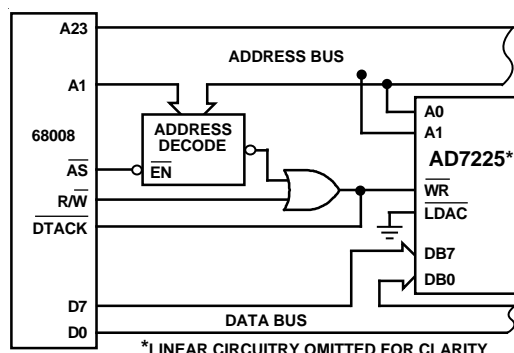 A23
ADDRESS BUS
A1
A0
A1
68008
ADDRESS
DECODE
AD7225*
AS
EN
WR
R/W
LDAC
DTACK
DB7
DB0
D7
DATA BUS
D0
*LINEAR CIRCUITRY OMITTED FOR CLARITY